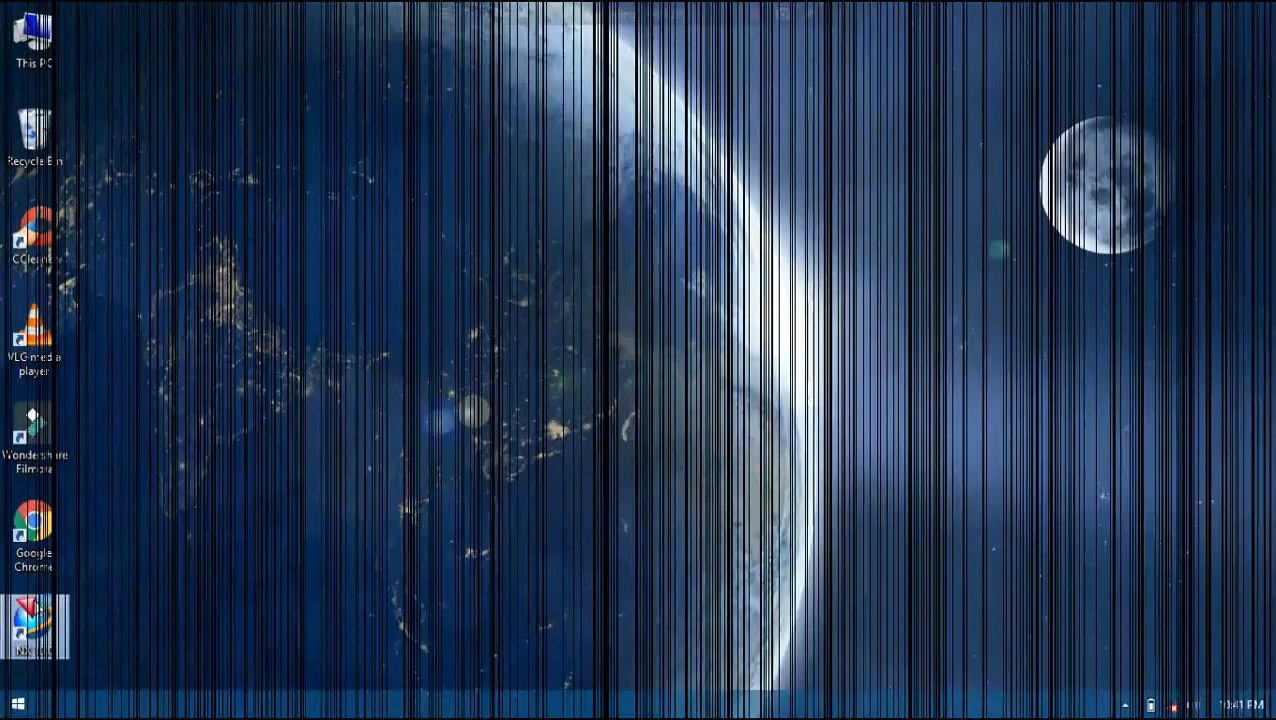 This PC
Recycle Bin
CCleaner
VLC media
player
Wondershare
Filmora
Google
Chrome
10:41 PM